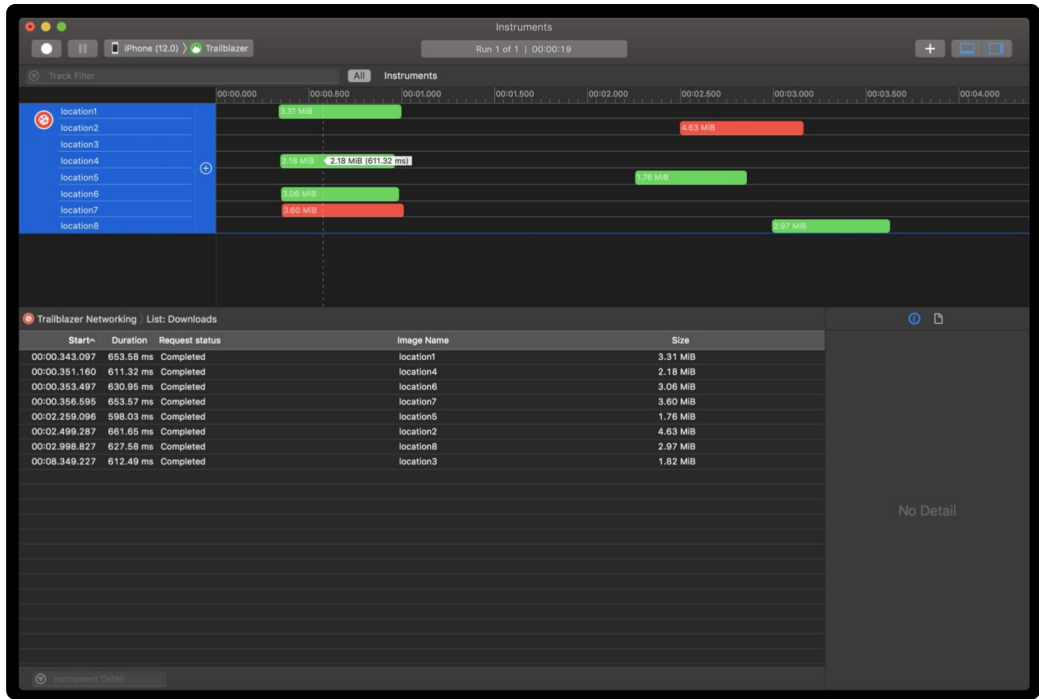 Instruments
iPhone (12.0) 〉 Trailblazer
Run 1 of 1 | 00:00:19
Track Filter
All Instruments
00:00.000 00:00.500 00:01.000 00:01.500 00:02.000 00:02.500 00:03.000 00:03.500 00:04.000
location1 3.31 MiB
location2 4.63 MiB
location3
location4 2.18 MiB 2.18 MiB (611.32 ms)
location5 1.76 MiB
location6 3.06 MiB
location7 3.60 MiB
location8 2.97 MiB
Trailblazer Networking 〉 List: Downloads
Start Duration Request status Image Name Size
00:00.343.097 653.58 ms Completed location1 3.31 MiB
00:00.351.160 611.32 ms Completed location4 2.18 MiB
00:00.353.497 630.95 ms Completed location6 3.06 MiB
00:00.356.595 653.57 ms Completed location7 3.60 MiB
00:02.259.096 598.03 ms Completed location5 1.76 MiB
00:02.499.287 661.65 ms Completed location2 4.63 MiB
00:02.998.827 627.58 ms Completed location8 2.97 MiB
00:08.349.227 612.49 ms Completed location3 1.82 MiB
No Detail
Instrument Detail